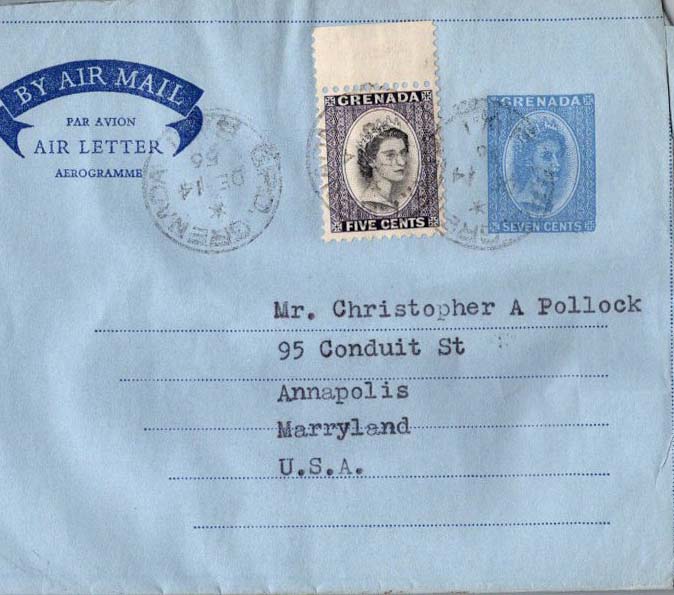 BY AIR MAIL
PAR AVION
AIR LETTER
AEROGRAMME
G.P.O. GRENADA
DE 14
56
GRENADA
FIVE CENTS
GRENADA
SEVEN CENTS
Mr. Christopher A Pollock
95 Conduit St
Annapolis
Marryland
U.S.A.